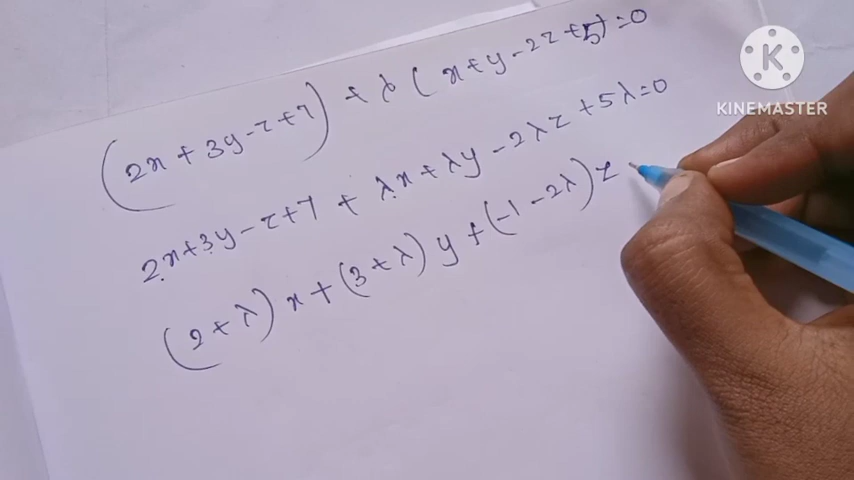 (2x + 3y - z + 7) + λ (x + y - 2z + 5) = 0
2x + 3y - z + 7 + λx + λy - 2λz + 5λ = 0
(2 + λ) x + (3 + λ) y + (-1 - 2λ) z
K
KINEMASTER